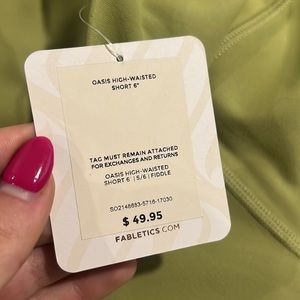 OASIS HIGH-WAISTED
SHORT 6"
TAG MUST REMAIN ATTACHED
FOR EXCHANGES AND RETURNS
OASIS HIGH-WAISTED
SHORT 6" | S/6 | FIDDLE
SO2148883-5716-17030
$ 49.95
FABLETICS.COM